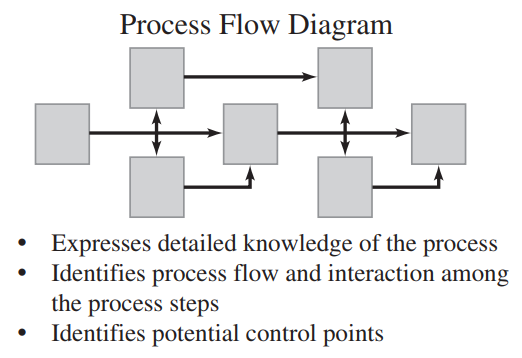 Process Flow Diagram
• Expresses detailed knowledge of the process
• Identifies process flow and interaction among
the process steps
• Identifies potential control points